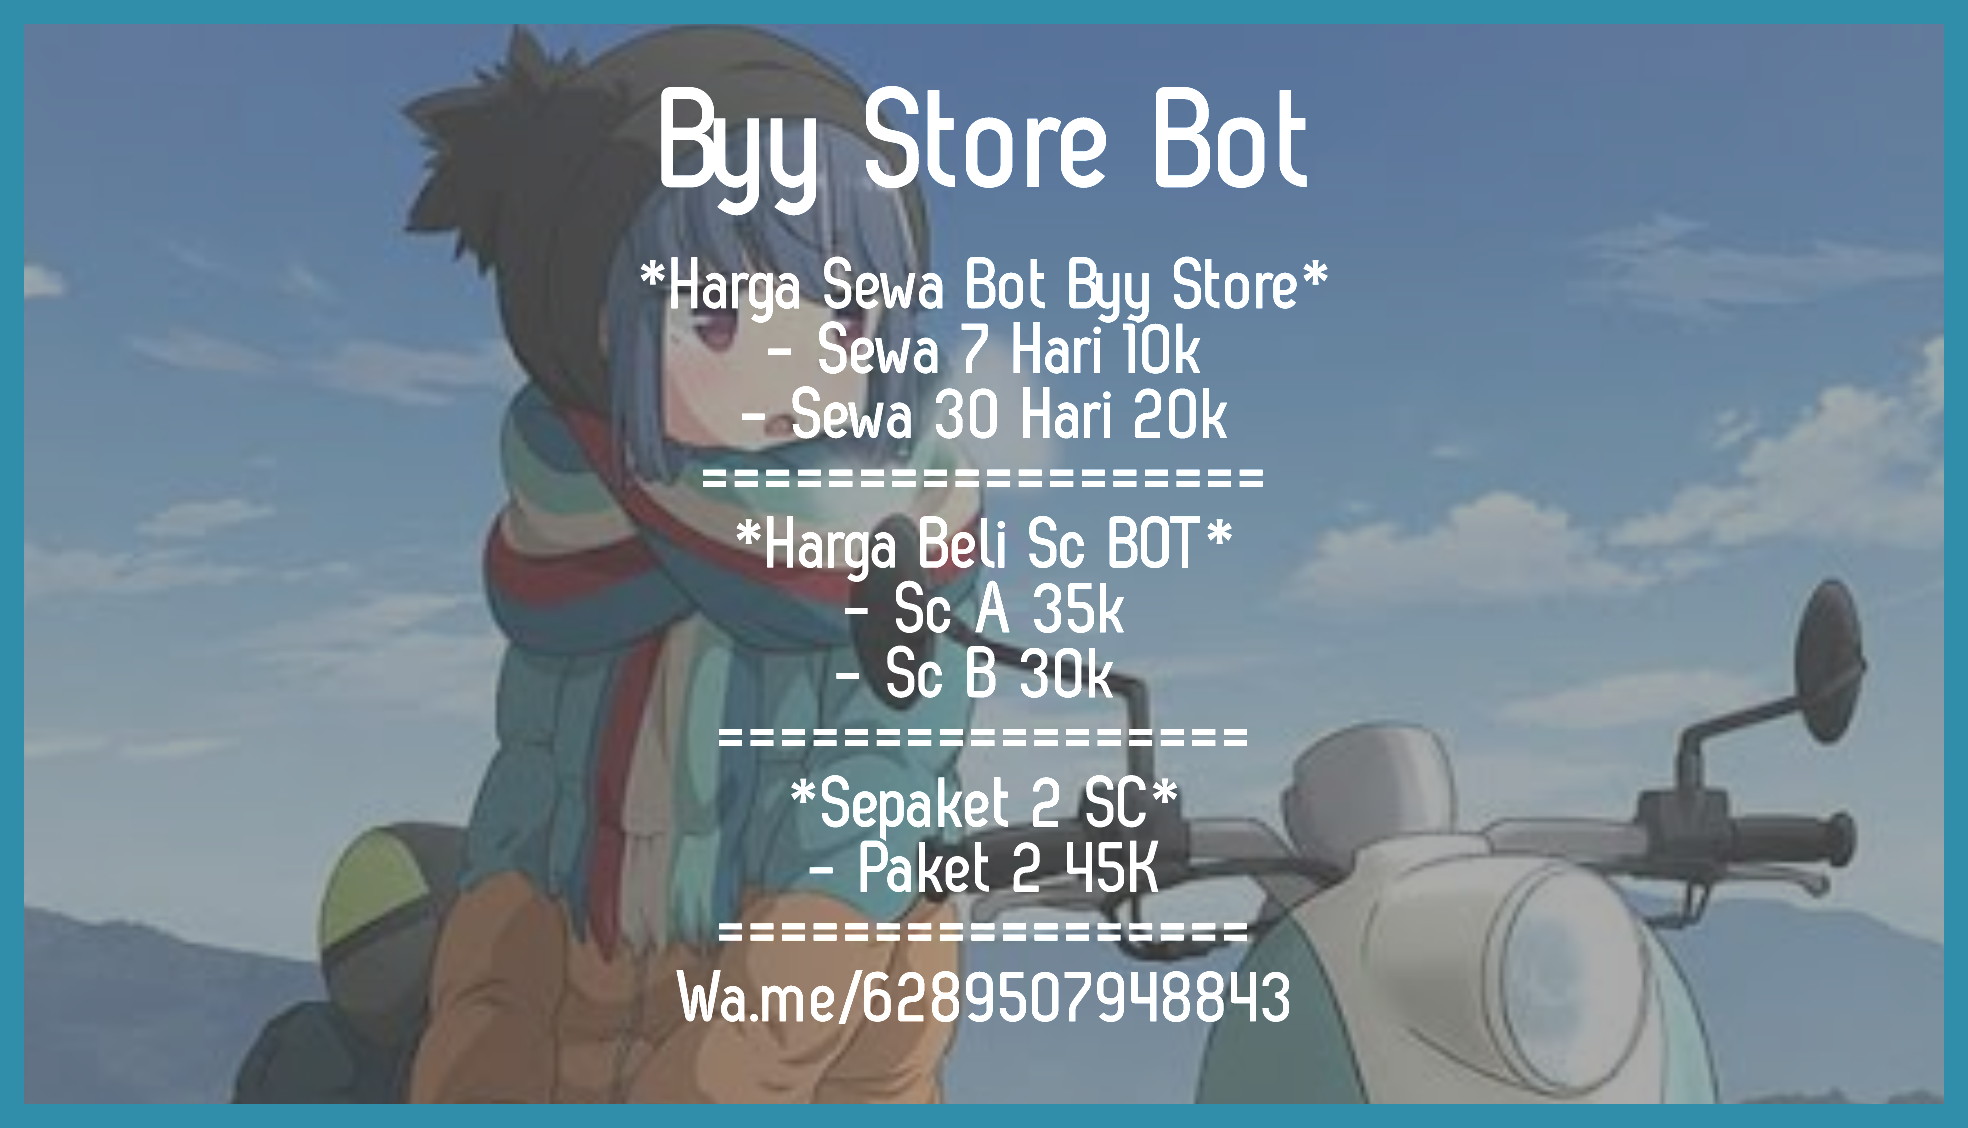 Byy Store Bot
*Harga Sewa Bot Byy Store*
- Sewa 7 Hari 10k
- Sewa 30 Hari 20k
==================
*Harga Beli Sc BOT*
- Sc A 35k
- Sc B 30k
=================
*Sepaket 2 SC*
- Paket 2 45K
=================
Wa.me/6289507948843